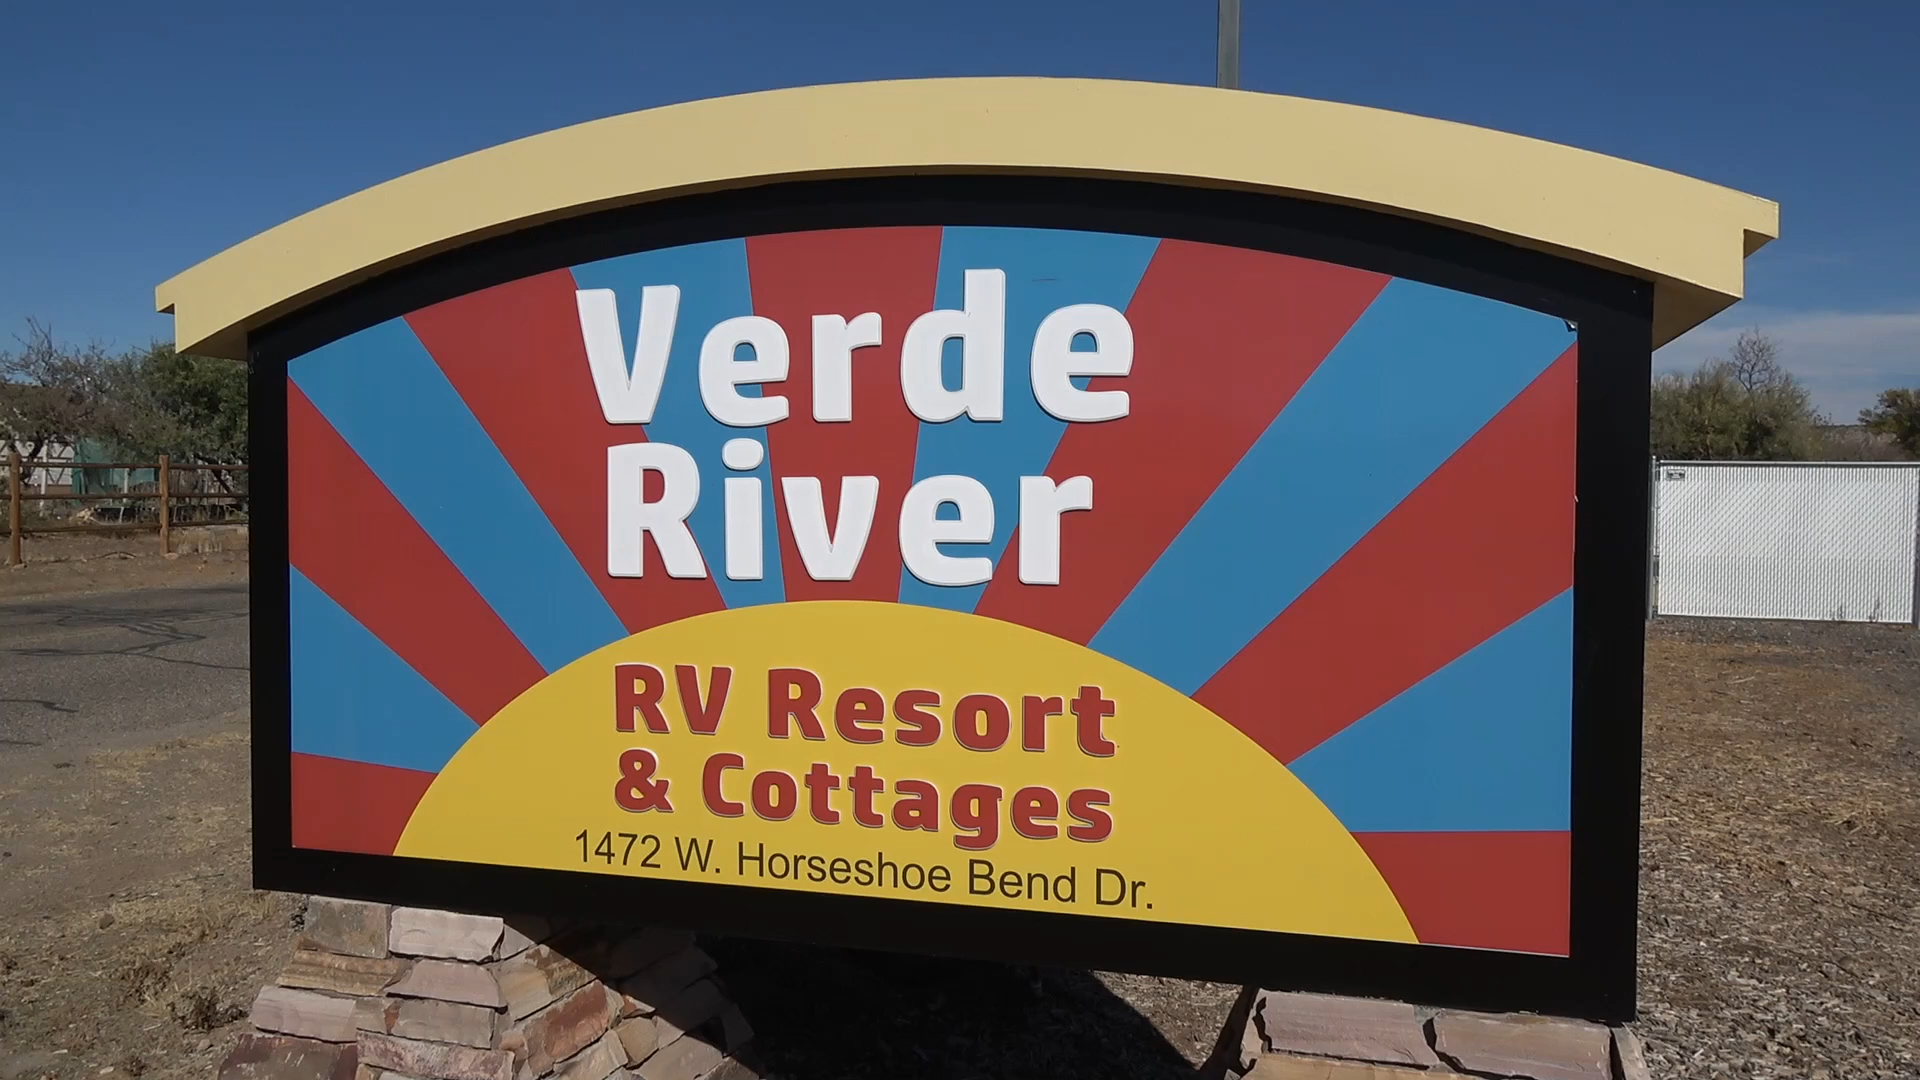 Verde
River
RV Resort
& Cottages
1472 W. Horseshoe Bend Dr.